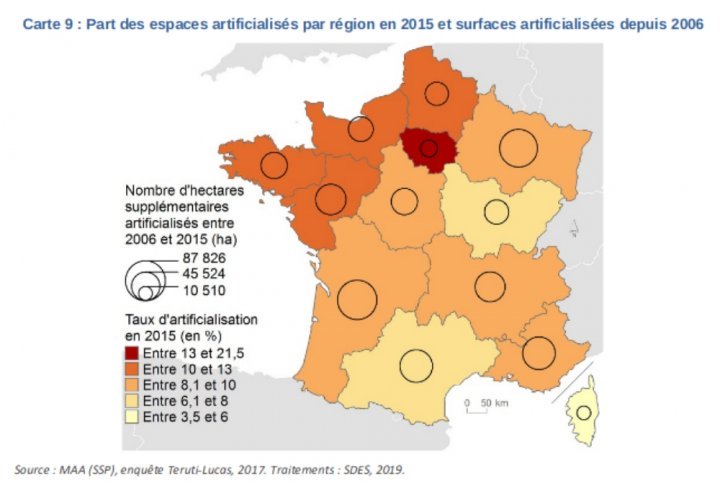 Carte 9 : Part des espaces artificialisés par région en 2015 et surfaces artificialisées depuis 2006
Nombre d'hectares
supplémentaires
artificialisés entre
2006 et 2015 (ha)
87 826
45 524
10 510
Taux d'artificialisation
en 2015 (en %)
Entre 13 et 21,5
Entre 10 et 13
Entre 8,1 et 10
Entre 6,1 et 8
Entre 3,5 et 6
0 50 km
Source : MAA (SSP), enquête Teruti-Lucas, 2017. Traitements : SDES, 2019.